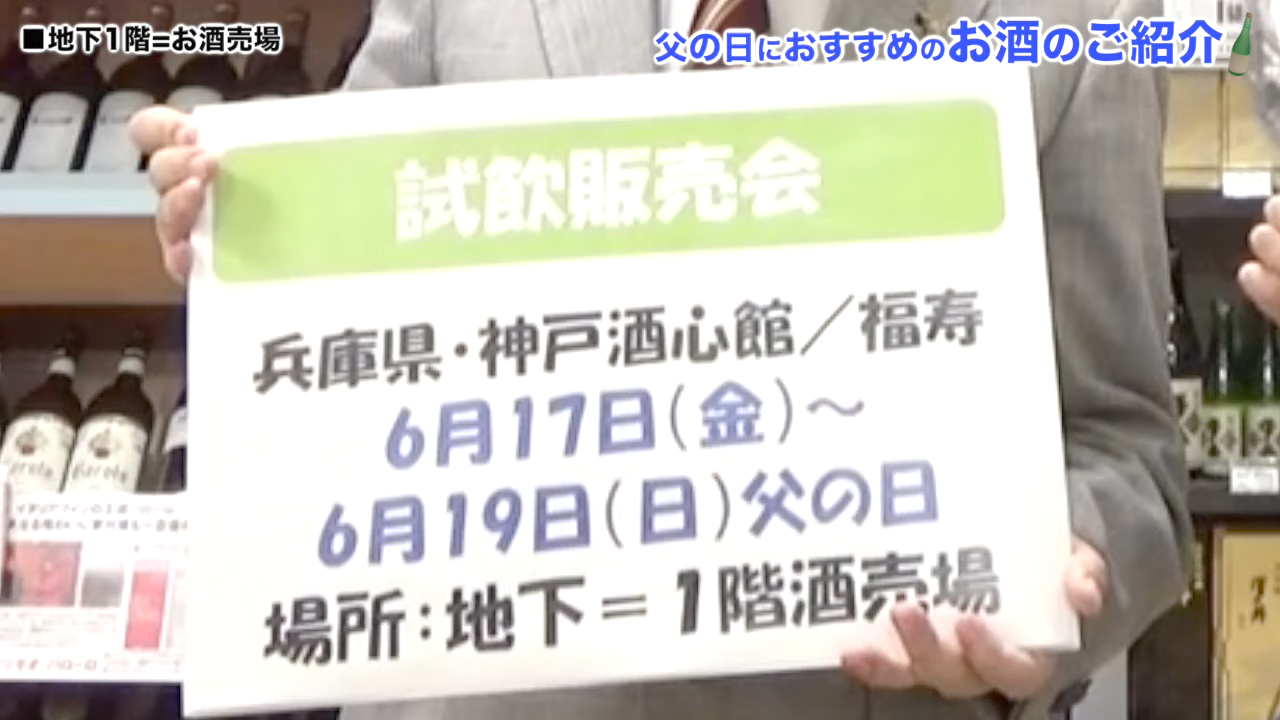 ■地下1階=お酒売場
父の日におすすめのお酒のご紹介
試飲販売会
兵庫県・神戸酒心館／福寿
6月17日(金)～
6月19日(日)父の日
場所：地下＝1階酒売場